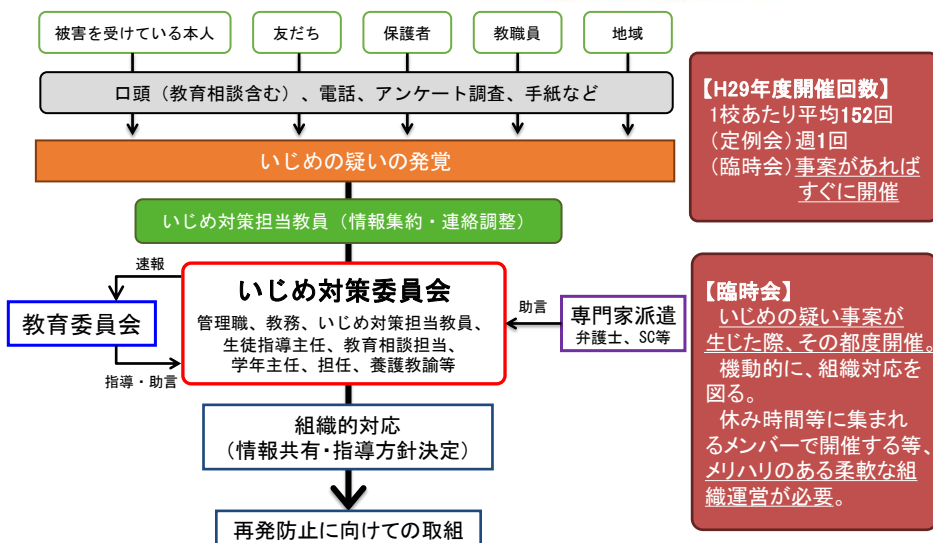 被害を受けている本人
友だち
保護者
教職員
地域
口頭（教育相談含む）、電話、アンケート調査、手紙など
いじめの疑いの発覚
いじめ対策担当教員（情報集約・連絡調整）
速報
教育委員会
指導・助言
いじめ対策委員会
管理職、教務、いじめ対策担当教員、
生徒指導主任、教育相談担当、
学年主任、担任、養護教諭等
助言
専門家派遣
弁護士、SC等
組織的対応
（情報共有・指導方針決定）
再発防止に向けての取組
【H29年度開催回数】
1校あたり平均152回
（定例会）週1回
（臨時会）事案があれば
すぐに開催
【臨時会】
いじめの疑い事案が
生じた際、その都度開催。
機動的に、組織対応を
図る。
休み時間等に集まれ
るメンバーで開催する等、
メリハリのある柔軟な組
織運営が必要。